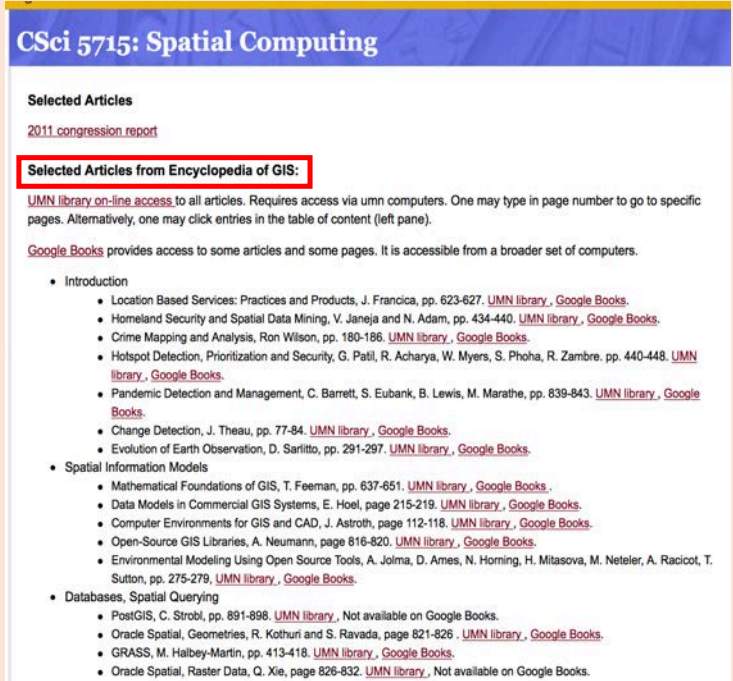 CSci 5715: Spatial Computing
Selected Articles
2011 congression report
Selected Articles from Encyclopedia of GIS:
UMN library on-line access to all articles. Requires access via umn computers. One may type in page number to go to specific
pages. Alternatively, one may click entries in the table of content (left pane).
Google Books provides access to some articles and some pages. It is accessible from a broader set of computers.
• Introduction
• Location Based Services: Practices and Products, J. Francica, pp. 623-627. UMN library , Google Books.
• Homeland Security and Spatial Data Mining, V. Janeja and N. Adam, pp. 434-440. UMN library , Google Books.
• Crime Mapping and Analysis, Ron Wilson, pp. 180-186. UMN library , Google Books.
• Hotspot Detection, Prioritization and Security, G. Patil, R. Acharya, W. Myers, S. Phoha, R. Zambre. pp. 440-448. UMN
library , Google Books.
• Pandemic Detection and Management, C. Barrett, S. Eubank, B. Lewis, M. Marathe, pp. 839-843. UMN library , Google
Books.
• Change Detection, J. Theau, pp. 77-84. UMN library , Google Books.
• Evolution of Earth Observation, D. Sarlitto, pp. 291-297. UMN library , Google Books.
• Spatial Information Models
• Mathematical Foundations of GIS, T. Feeman, pp. 637-651. UMN library , Google Books .
• Data Models in Commercial GIS Systems, E. Hoel, page 215-219. UMN library , Google Books.
• Computer Environments for GIS and CAD, J. Astroth, page 112-118. UMN library , Google Books.
• Open-Source GIS Libraries, A. Neumann, page 816-820. UMN library , Google Books.
• Environmental Modeling Using Open Source Tools, A. Jolma, D. Ames, N. Horning, H. Mitasova, M. Neteler, A. Racicot, T.
Sutton, pp. 275-279, UMN library , Google Books.
• Databases, Spatial Querying
• PostGIS, C. Strobl, pp. 891-898. UMN library , Not available on Google Books.
• Oracle Spatial, Geometries, R. Kothuri and S. Ravada, page 821-826 . UMN library , Google Books.
• GRASS, M. Halbey-Martin, pp. 413-418. UMN library , Google Books.
• Oracle Spatial, Raster Data, Q. Xie, page 826-832. UMN library , Not available on Google Books.